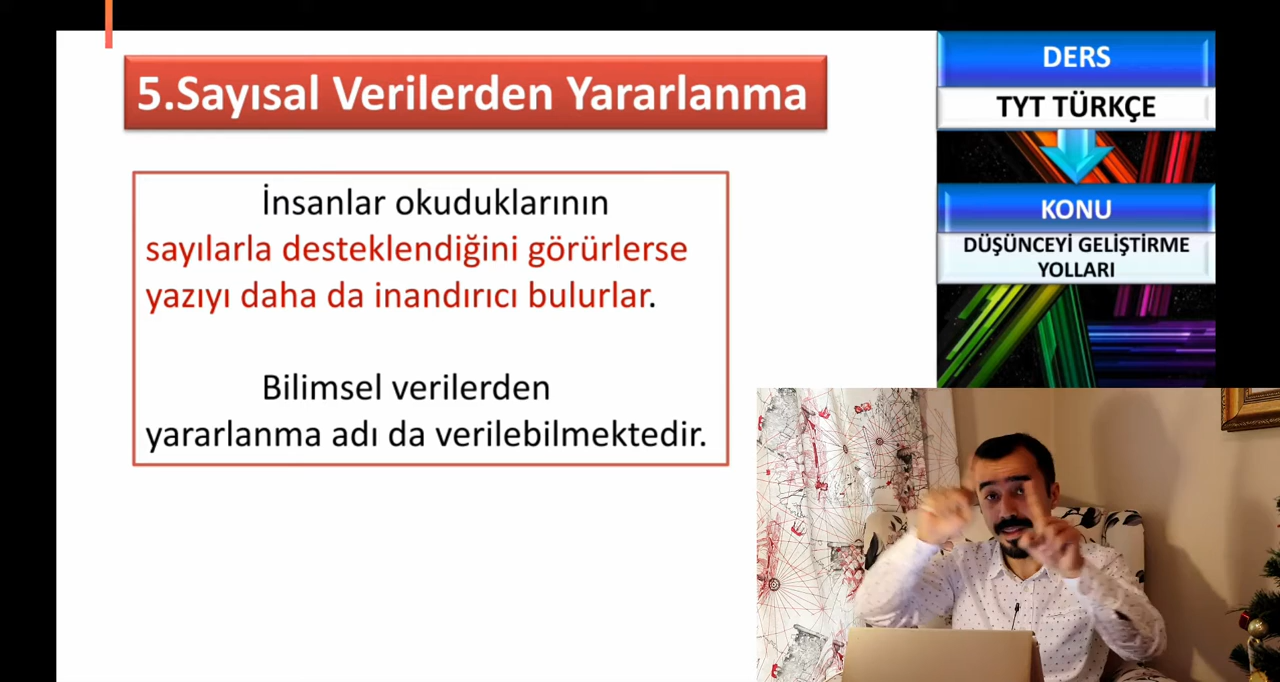 5.Sayısal Verilerden Yararlanma
İnsanlar okuduklarının
sayılarla desteklendiğini görürlerse
yazıyı daha da inandırıcı bulurlar.
Bilimsel verilerden
yararlanma adı da verilebilmektedir.
DERS
TYT TÜRKÇE
KONU
DÜŞÜNCEYİ GELİŞTİRME
YOLLARI